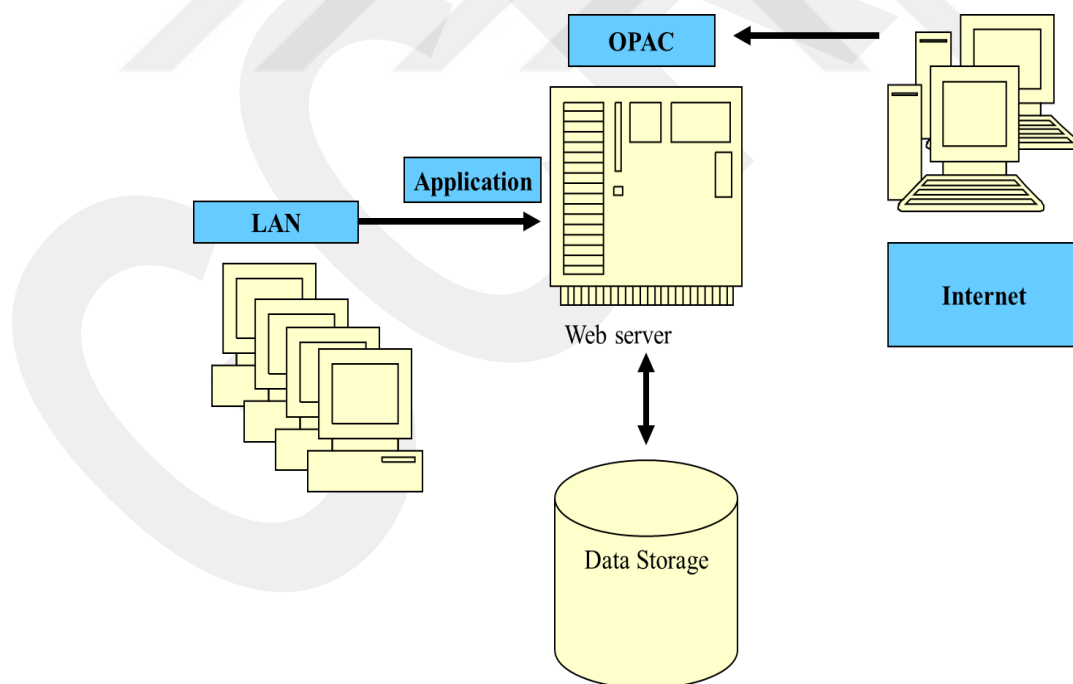 OPAC
Application
LAN
Internet
Web server
Data Storage